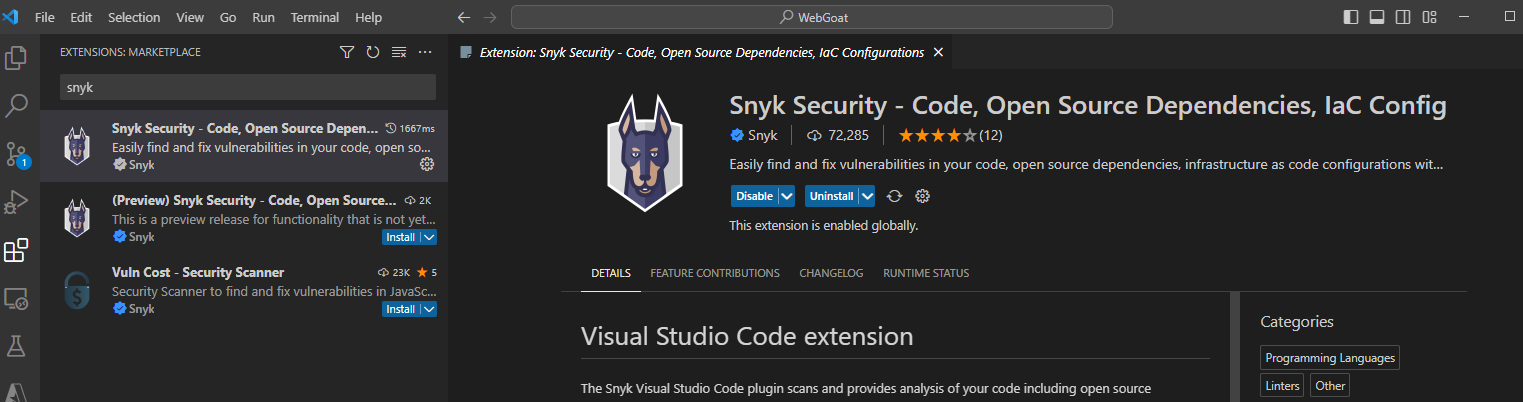 File Edit Selection View Go Run Terminal Help
WebGoat
EXTENSIONS: MARKETPLACE
snyk
Snyk Security - Code, Open Source Depen... 1667ms
Easily find and fix vulnerabilities in your code, open so...
Snyk
(Preview) Snyk Security - Code, Open Source... 2K
This is a preview release for functionality that is not yet...
Snyk Install
Vuln Cost - Security Scanner 23K 5
Security Scanner to find and fix vulnerabilities in JavaSc...
Snyk Install
1
Extension: Snyk Security - Code, Open Source Dependencies, IaC Configurations
Snyk Security - Code, Open Source Dependencies, IaC Config
Snyk 72,285 (12)
Easily find and fix vulnerabilities in your code, open source dependencies, infrastructure as code configurations wit...
Disable Uninstall
This extension is enabled globally.
DETAILS FEATURE CONTRIBUTIONS CHANGELOG RUNTIME STATUS
Visual Studio Code extension
The Snyk Visual Studio Code plugin scans and provides analysis of your code including open source
Categories
Programming Languages
Linters Other